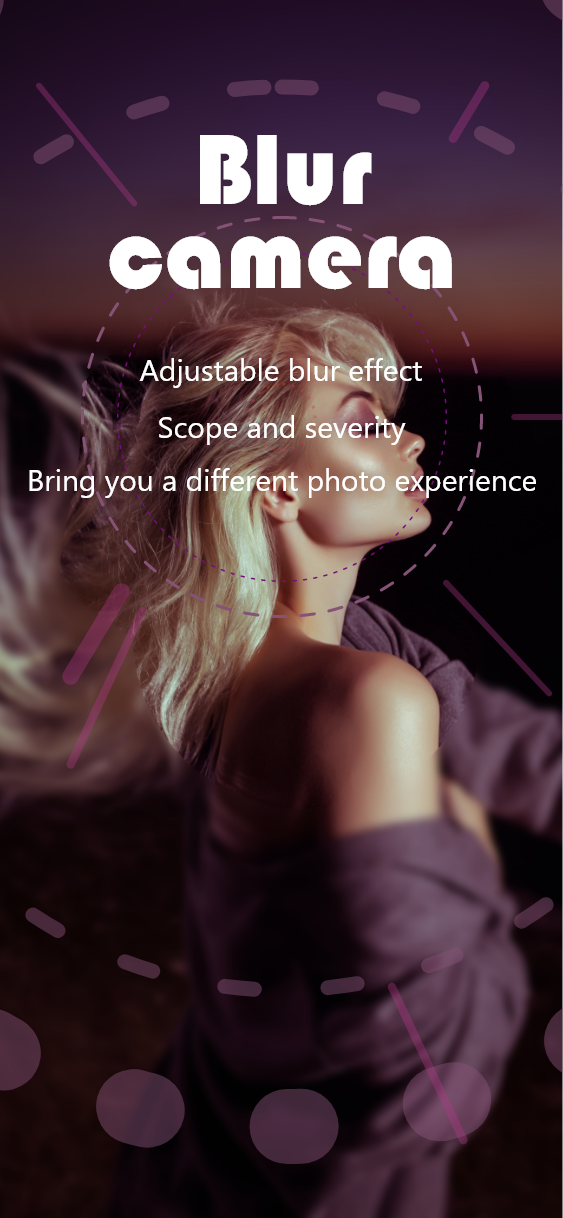 Blur
camera
Adjustable blur effect
Scope and severity
Bring you a different photo experience